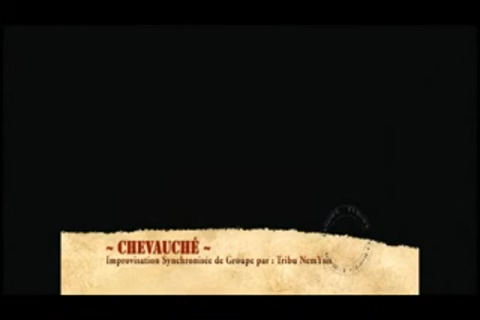 ~ CHEVAUCHÉ ~
Improvisation Synchronisée de Groupe par : Tribu NemYsis